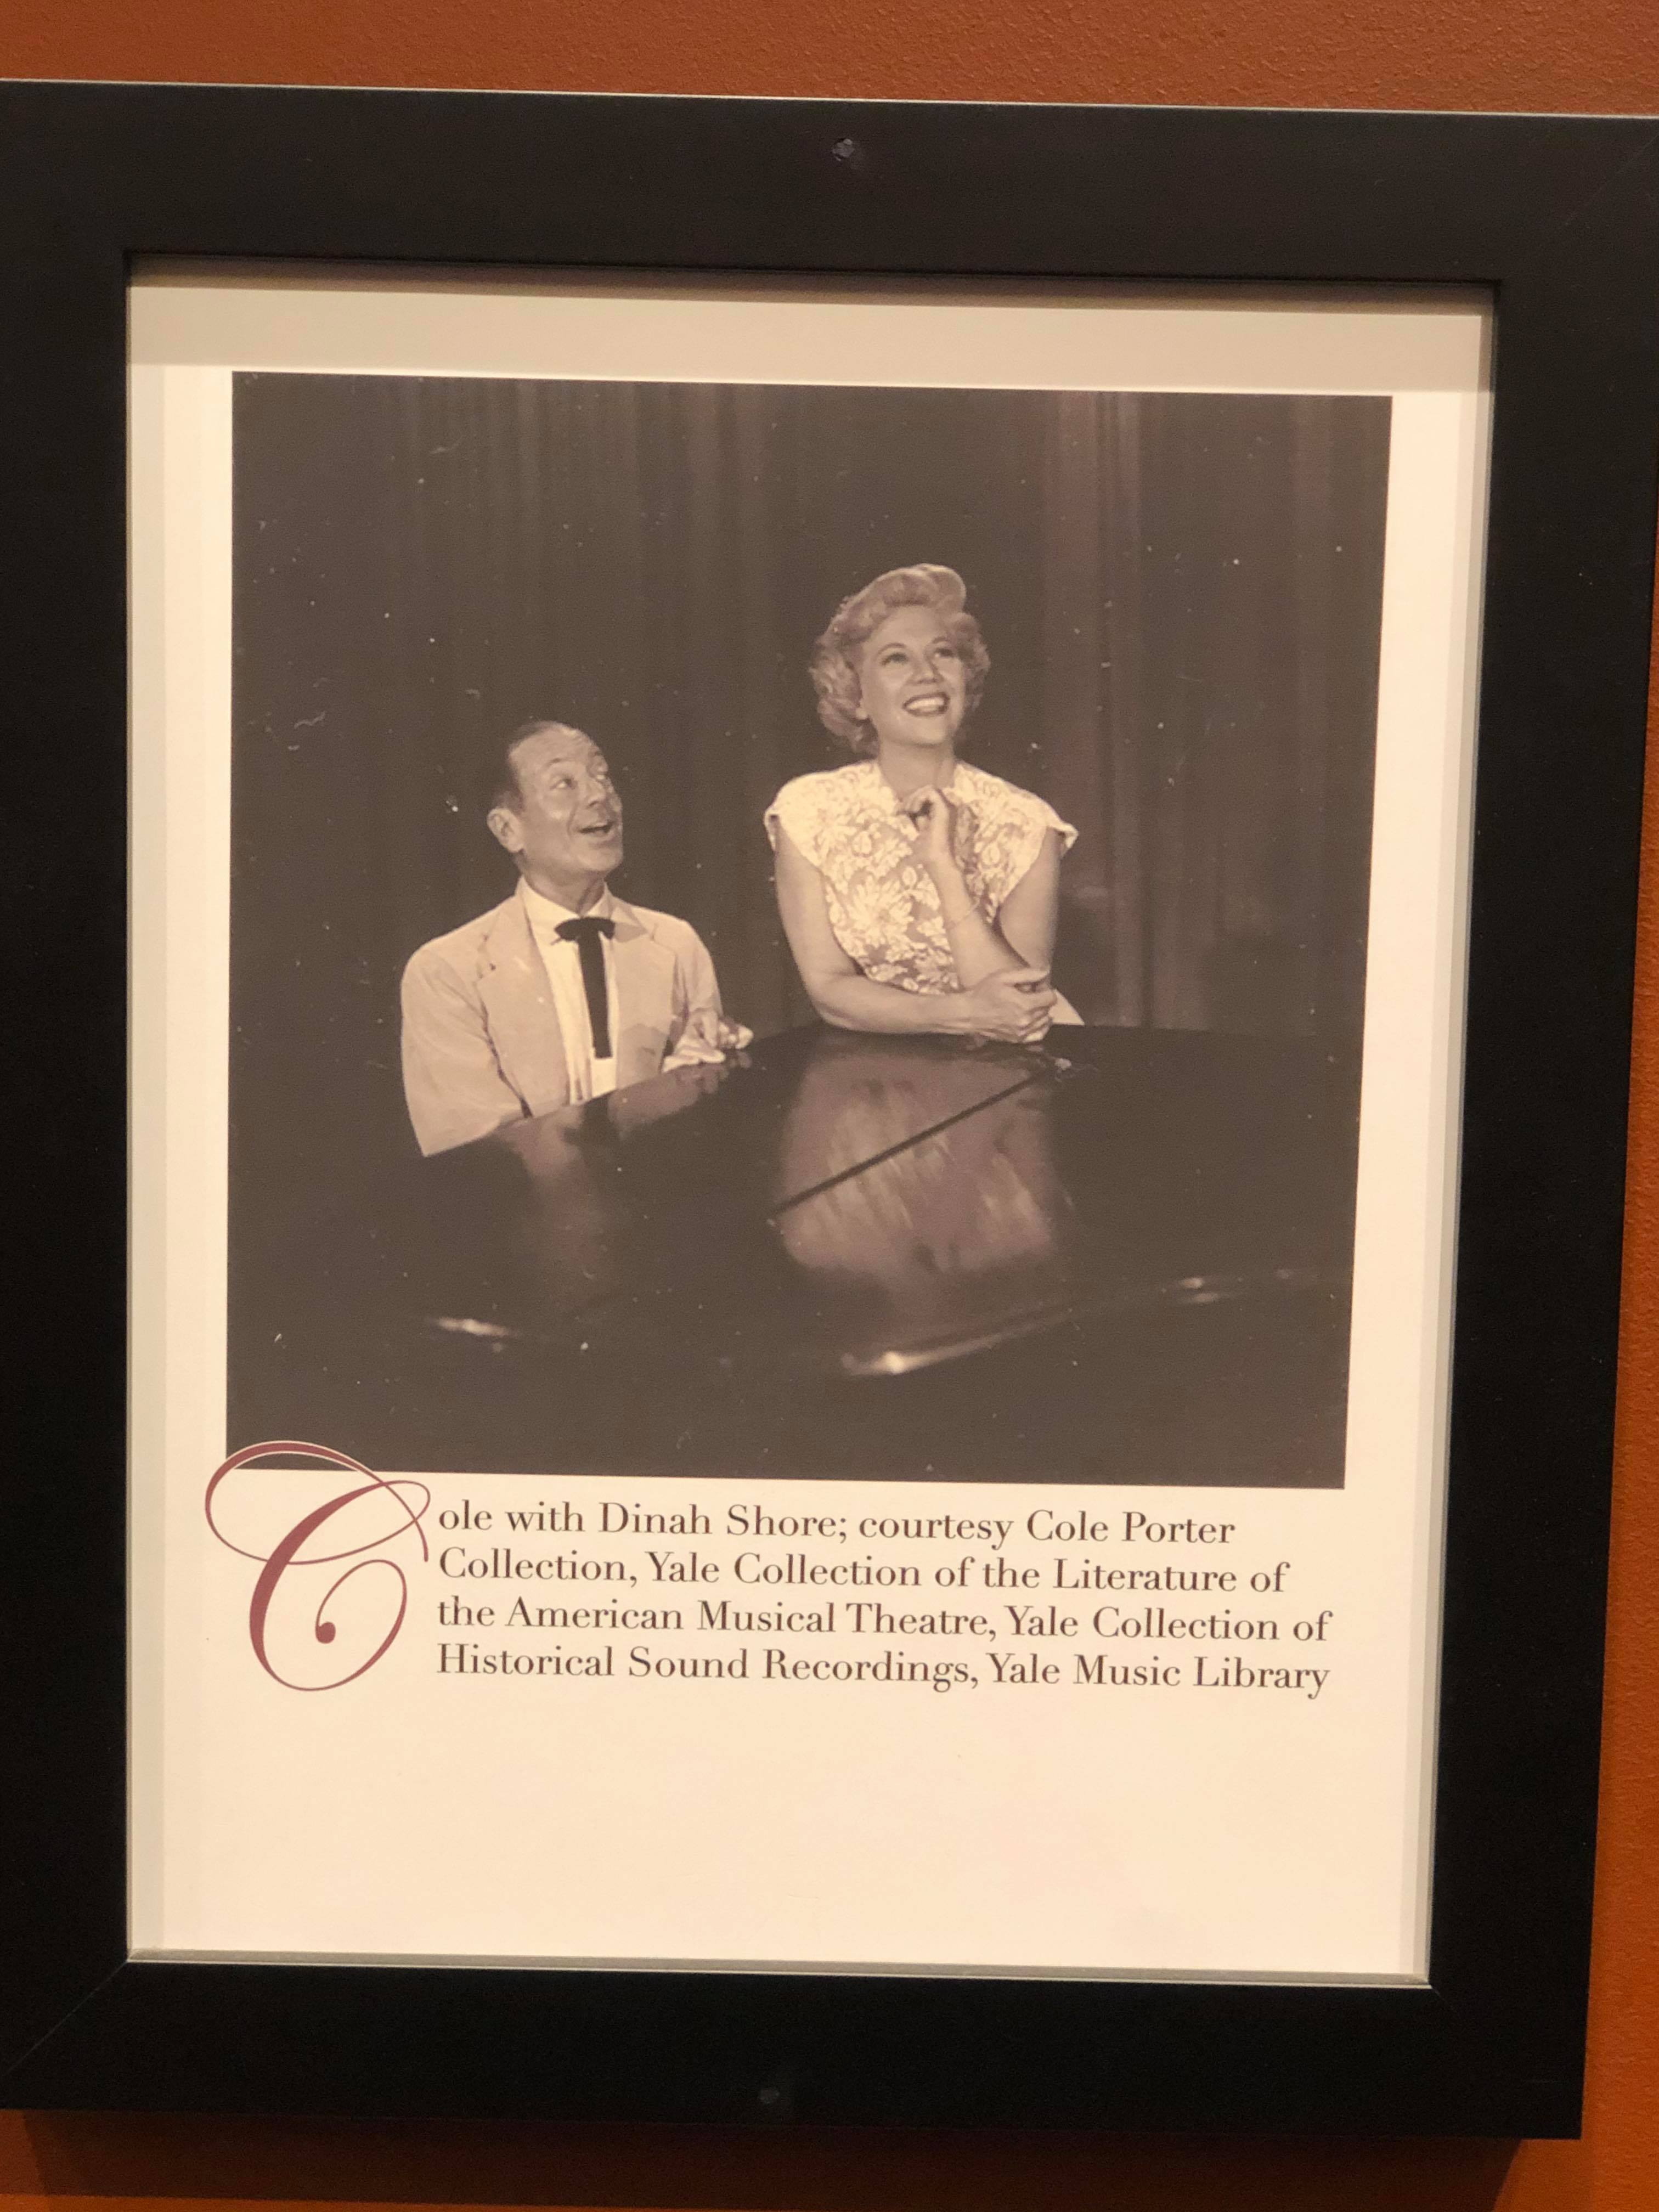 Cole with Dinah Shore; courtesy Cole Porter
Collection, Yale Collection of the Literature of
the American Musical Theatre, Yale Collection of
Historical Sound Recordings, Yale Music Library